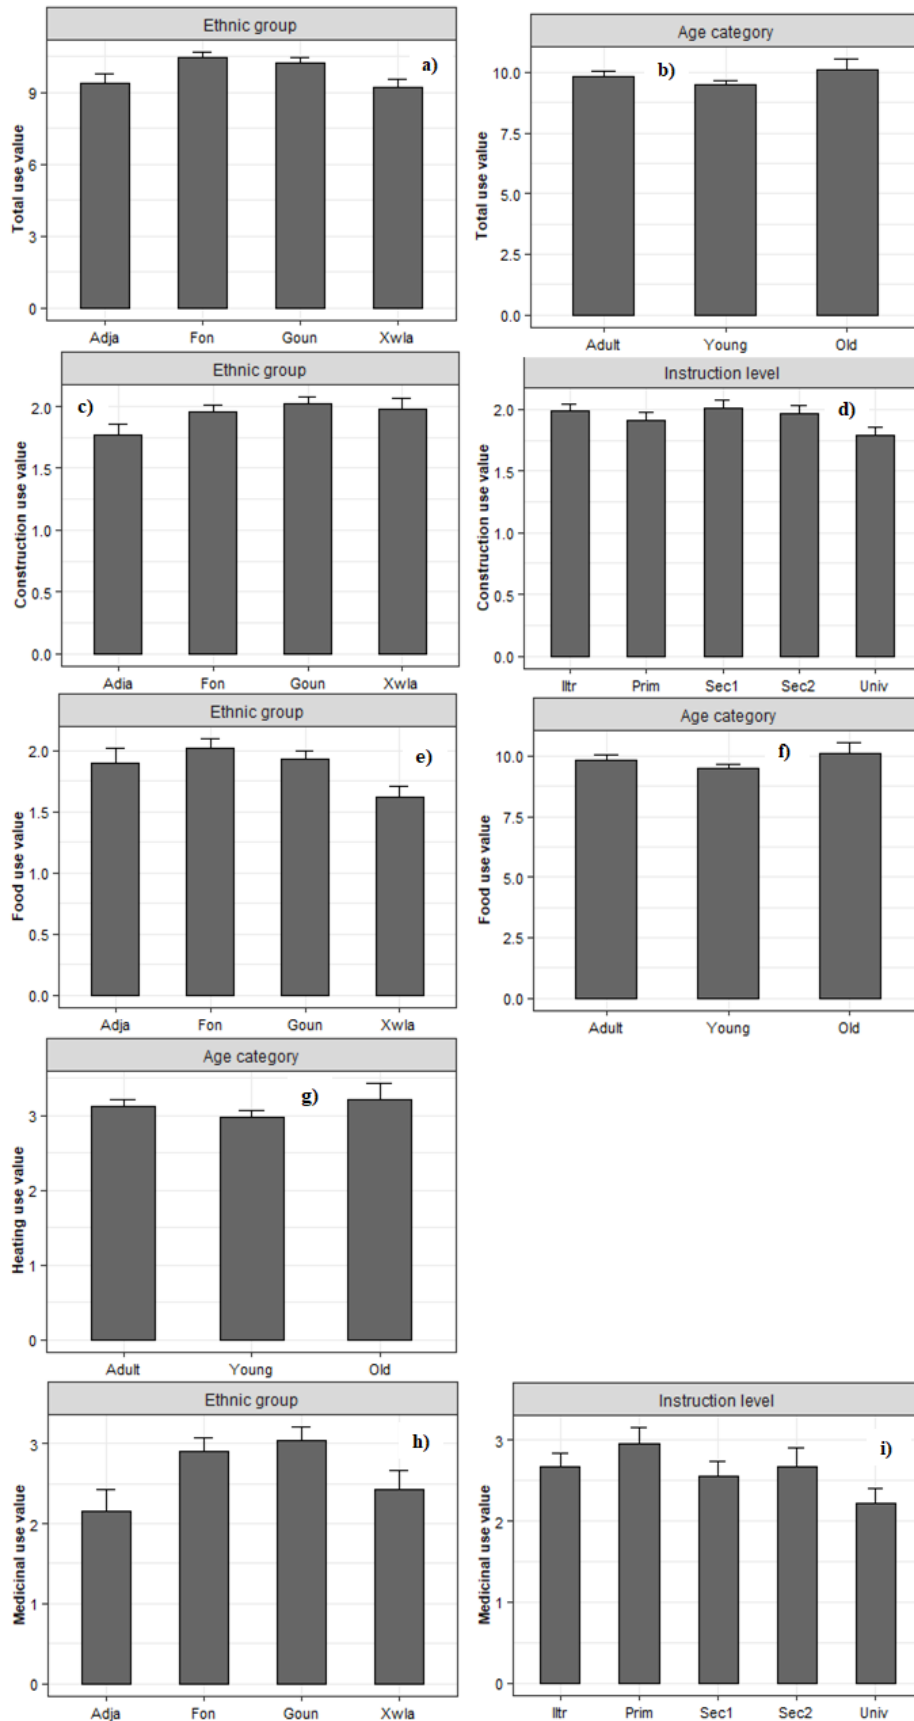 Ethnic group
a)
Total use value
9
6
3
0
Adja Fon Goun Xwla
Age category
b)
Total use value
10.0
7.5
5.0
2.5
0.0
Adult Young Old
Ethnic group
c)
Construction use value
2.0
1.5
1.0
0.5
0.0
Adia Fon Goun Xwla
Instruction level
d)
Construction use value
2.0
1.5
1.0
0.5
0.0
Iltr Prim Sec1 Sec2 Univ
Ethnic group
e)
Food use value
2.0
1.5
1.0
0.5
0.0
Adja Fon Goun Xwla
Age category
f)
Food use value
10.0
7.5
5.0
2.5
0.0
Adult Young Old
Age category
g)
Heating use value
3
2
1
0
Adult Young Old
Ethnic group
h)
Medicinal use value
3
2
1
0
Adja Fon Goun Xwla
Instruction level
i)
Medicinal use value
3
2
1
0
Iltr Prim Sec1 Sec2 Univ